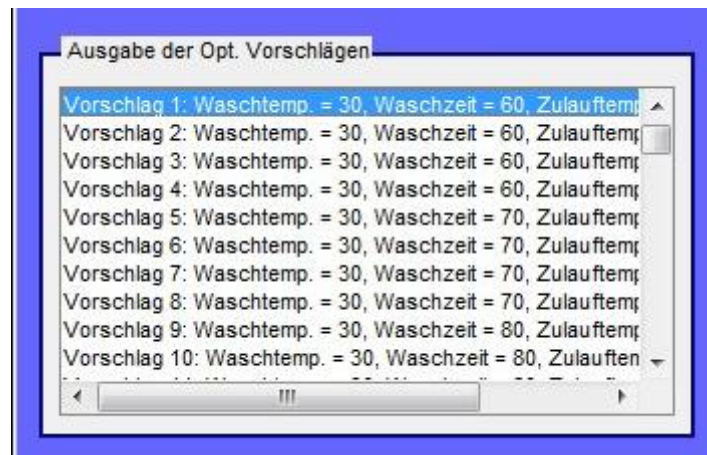 Ausgabe der Opt. Vorschlägen
Vorschlag 1: Waschtemp. = 30, Waschzeit = 60, Zulauftemp
Vorschlag 2: Waschtemp. = 30, Waschzeit = 60, Zulauftemp
Vorschlag 3: Waschtemp. = 30, Waschzeit = 60, Zulauftemp
Vorschlag 4: Waschtemp. = 30, Waschzeit = 60, Zulauftemp
Vorschlag 5: Waschtemp. = 30, Waschzeit = 70, Zulauftemp
Vorschlag 6: Waschtemp. = 30, Waschzeit = 70, Zulauftemp
Vorschlag 7: Waschtemp. = 30, Waschzeit = 70, Zulauftemp
Vorschlag 8: Waschtemp. = 30, Waschzeit = 70, Zulauftemp
Vorschlag 9: Waschtemp. = 30, Waschzeit = 80, Zulauftemp
Vorschlag 10: Waschtemp. = 30, Waschzeit = 80, Zulauften